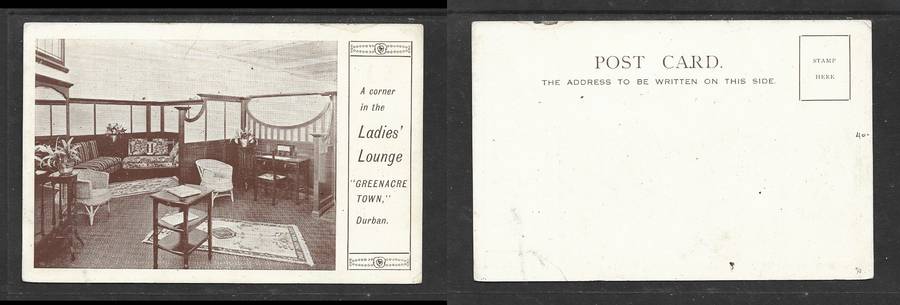 A corner
in the
Ladies'
Lounge
"GREENACRE
TOWN,"
Durban.
POST CARD.
THE ADDRESS TO BE WRITTEN ON THIS SIDE.
STAMP
HERE